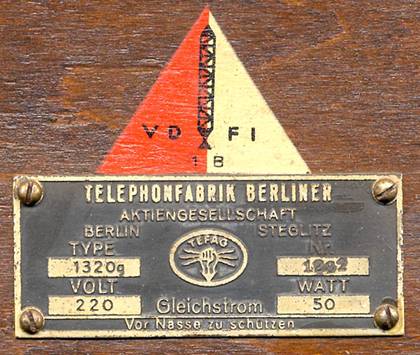 VD FI
1 B
TELEPHONFABRIK BERLINER
AKTIENGESELLSCHAFT
BERLIN STEGLITZ
TEFAG
TYPE Nr.
1320g
VOLT WATT
220 Gleichstrom 50
Vor Nässe zu schützen